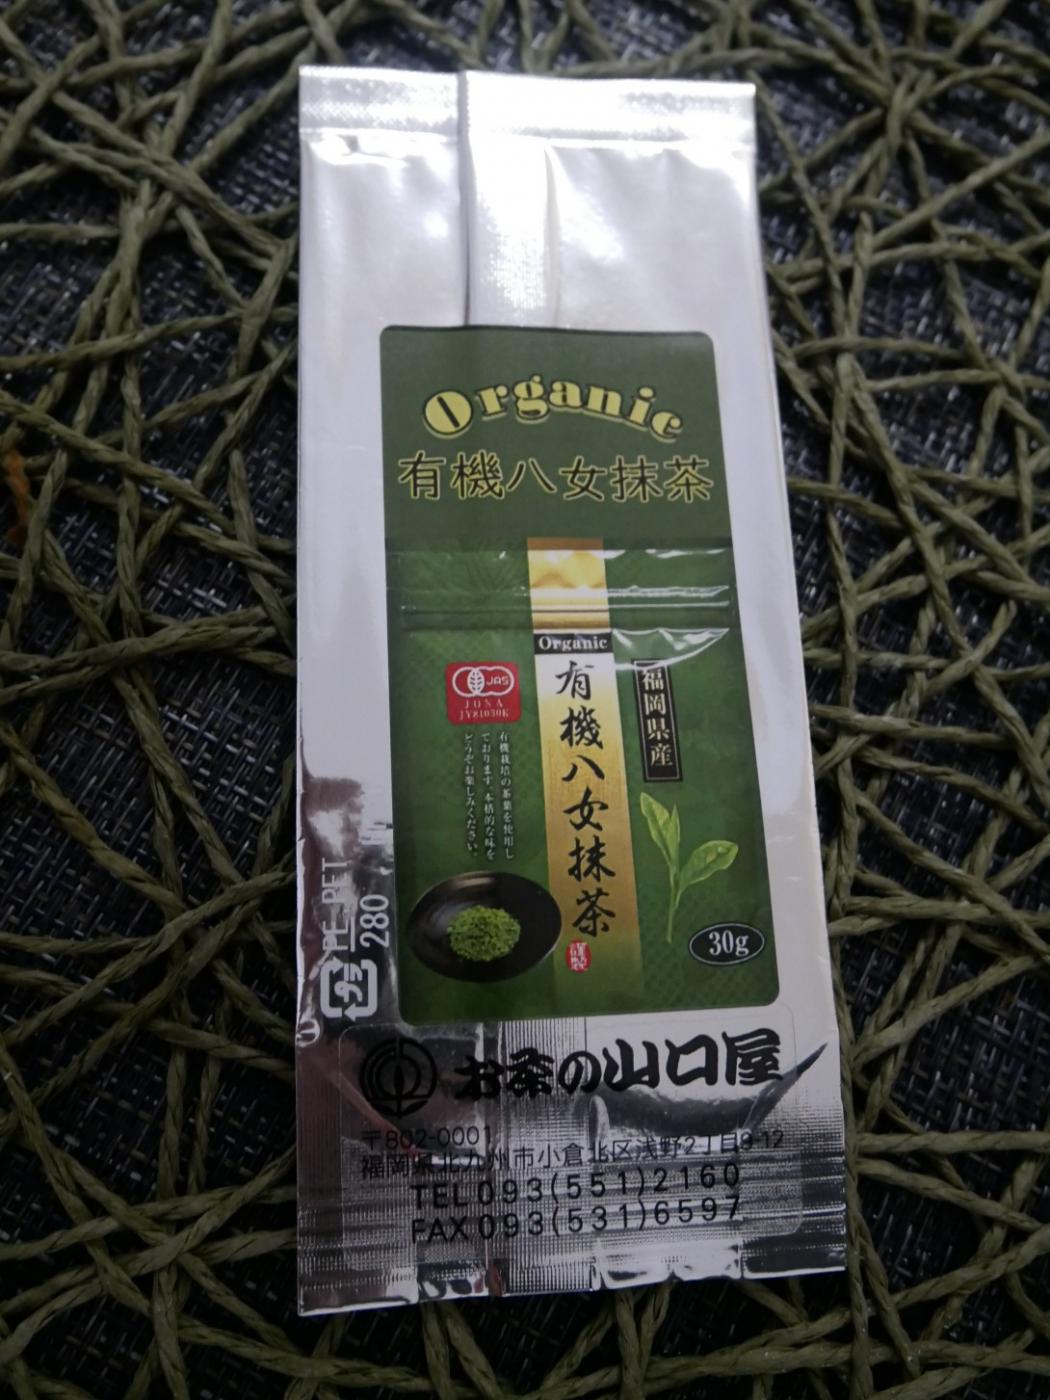 Organic
有機八女抹茶
Organic
有機八女抹茶
謹製
福岡県産
JAS
JONA
有機栽培の茶葉を使用し
ております。本格的な味を
どうぞお楽しみください。
30g
プラ
PE PET
280
お茶の山口屋
〒802-0001
福岡県北九州市小倉北区浅野2丁目9-12
TEL093(551)2160
FAX093(531)6597